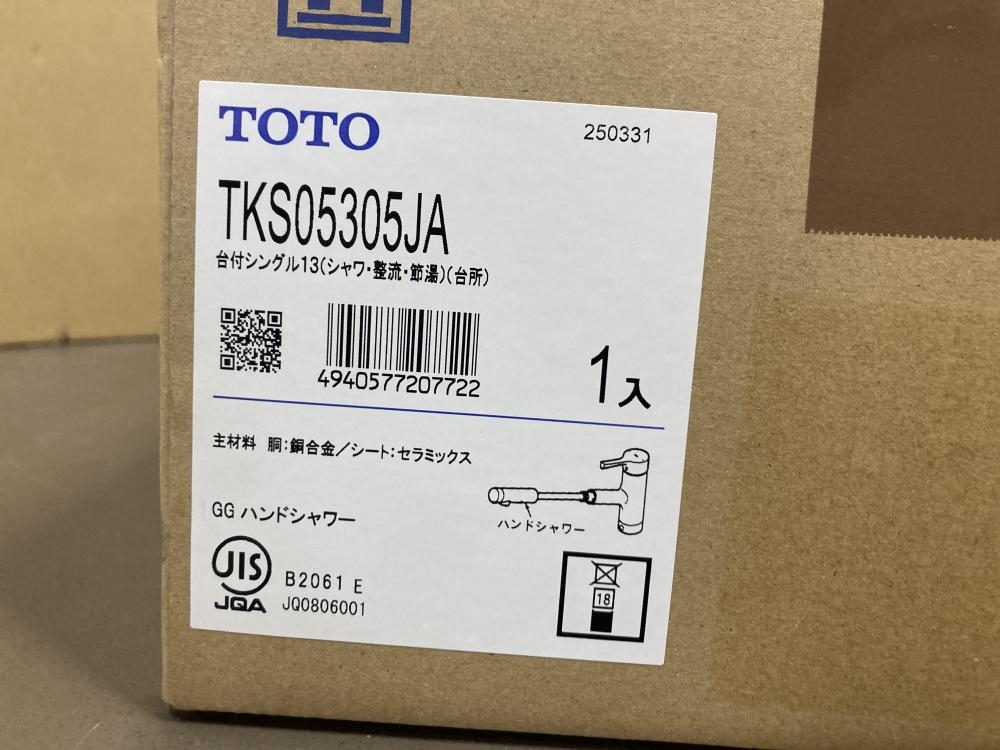 TOTO
250331
TKS05305JA
台付シングル13(シャワ・整流・節湯)(台所)
4940577207722
1入
主材料 胴:銅合金/シート:セラミックス
ハンドシャワー
GG ハンドシャワー
JIS
JQA
B2061 E
JQ0806001
18